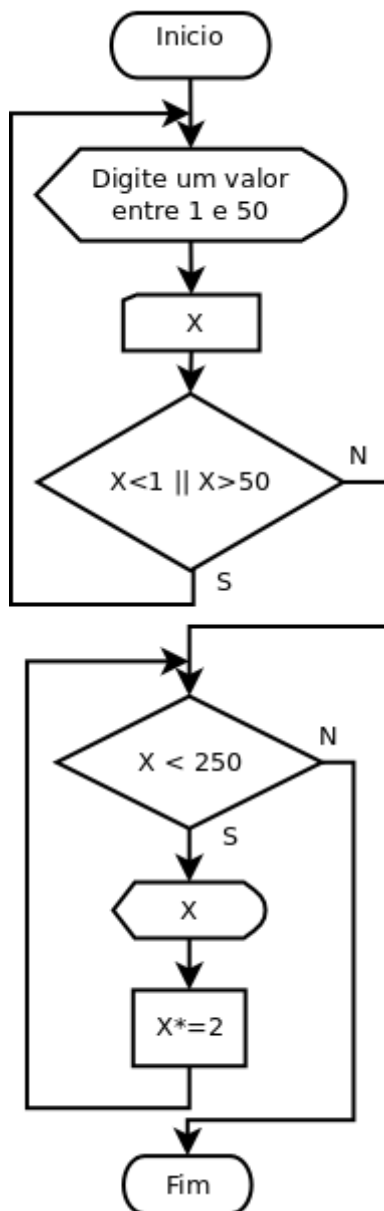 Inicio
Digite um valor
entre 1 e 50
X
X<1 || X>50
N
S
X < 250
N
S
X
X*=2
Fim